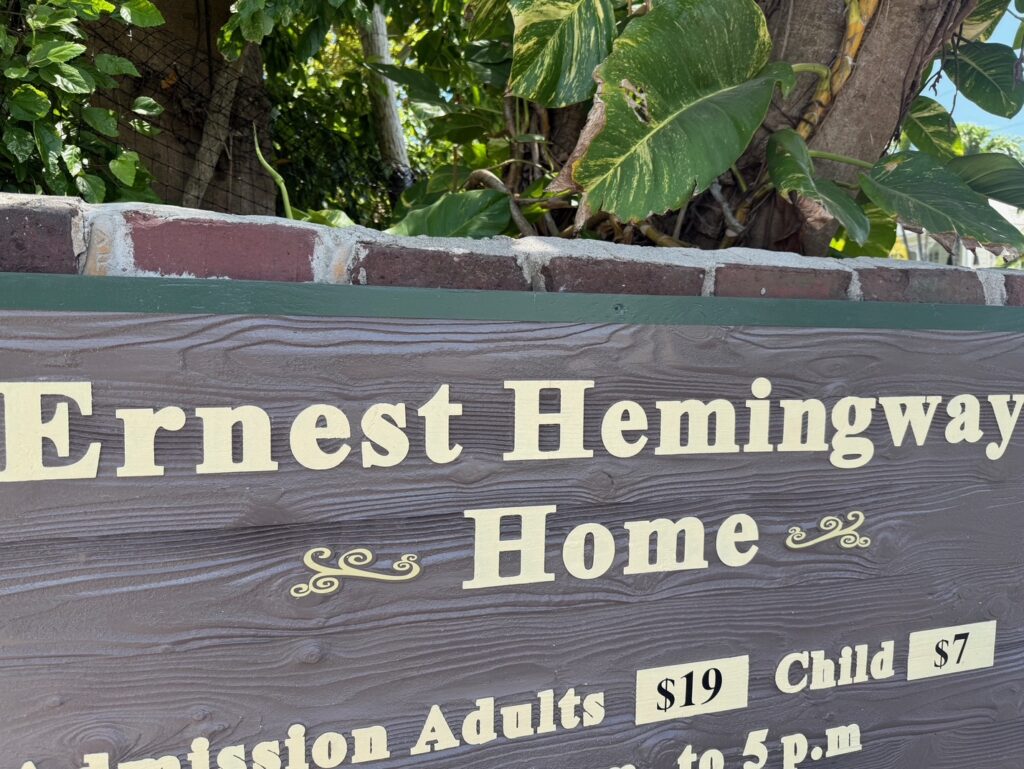 Ernest Hemingway
Home
Admission Adults $19 Child $7
to 5 p.m